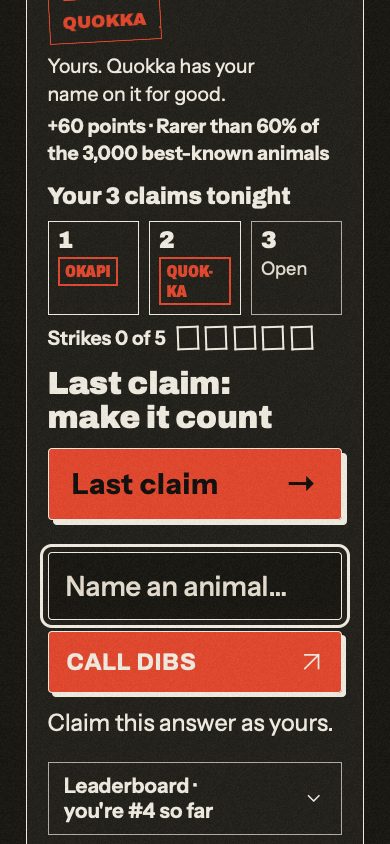 QUOKKA
Yours. Quokka has your
name on it for good.
+60 points · Rarer than 60% of
the 3,000 best-known animals
Your 3 claims tonight
1
OKAPI
2
QUOK-
KA
3
Open
Strikes 0 of 5
Last claim:
make it count
Last claim →
Name an animal...
CALL DIBS
Claim this answer as yours.
Leaderboard ·
you're #4 so far